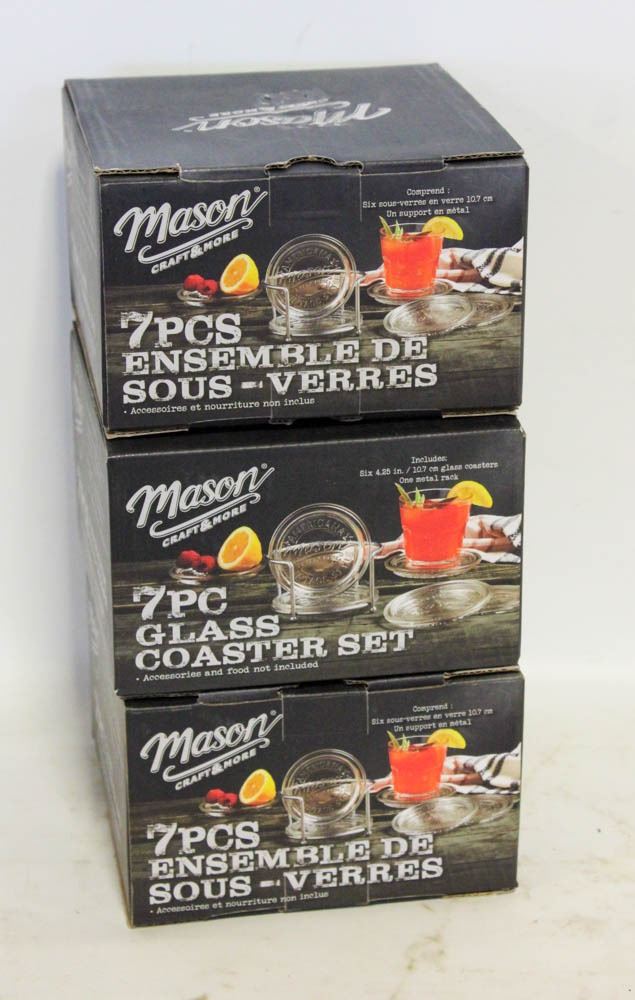 Mason
CRAFT & MORE
Mason
CRAFT & MORE
Comprend :
Six sous-verres en verre 10.7 cm
Un support en métal
7PCS
ENSEMBLE DE
SOUS - VERRES
• Accessoires et nourriture non inclus
Mason
CRAFT & MORE
Includes:
Six 4.25 in. / 10.7 cm glass coasters
One metal rack
Mason
7PC
GLASS
COASTER SET
• Accessories and food not included
Mason
CRAFT & MORE
Comprend :
Six sous-verres en verre 10.7 cm
Un support en métal
7PCS
ENSEMBLE DE
SOUS - VERRES
• Accessoires et nourriture non inclus